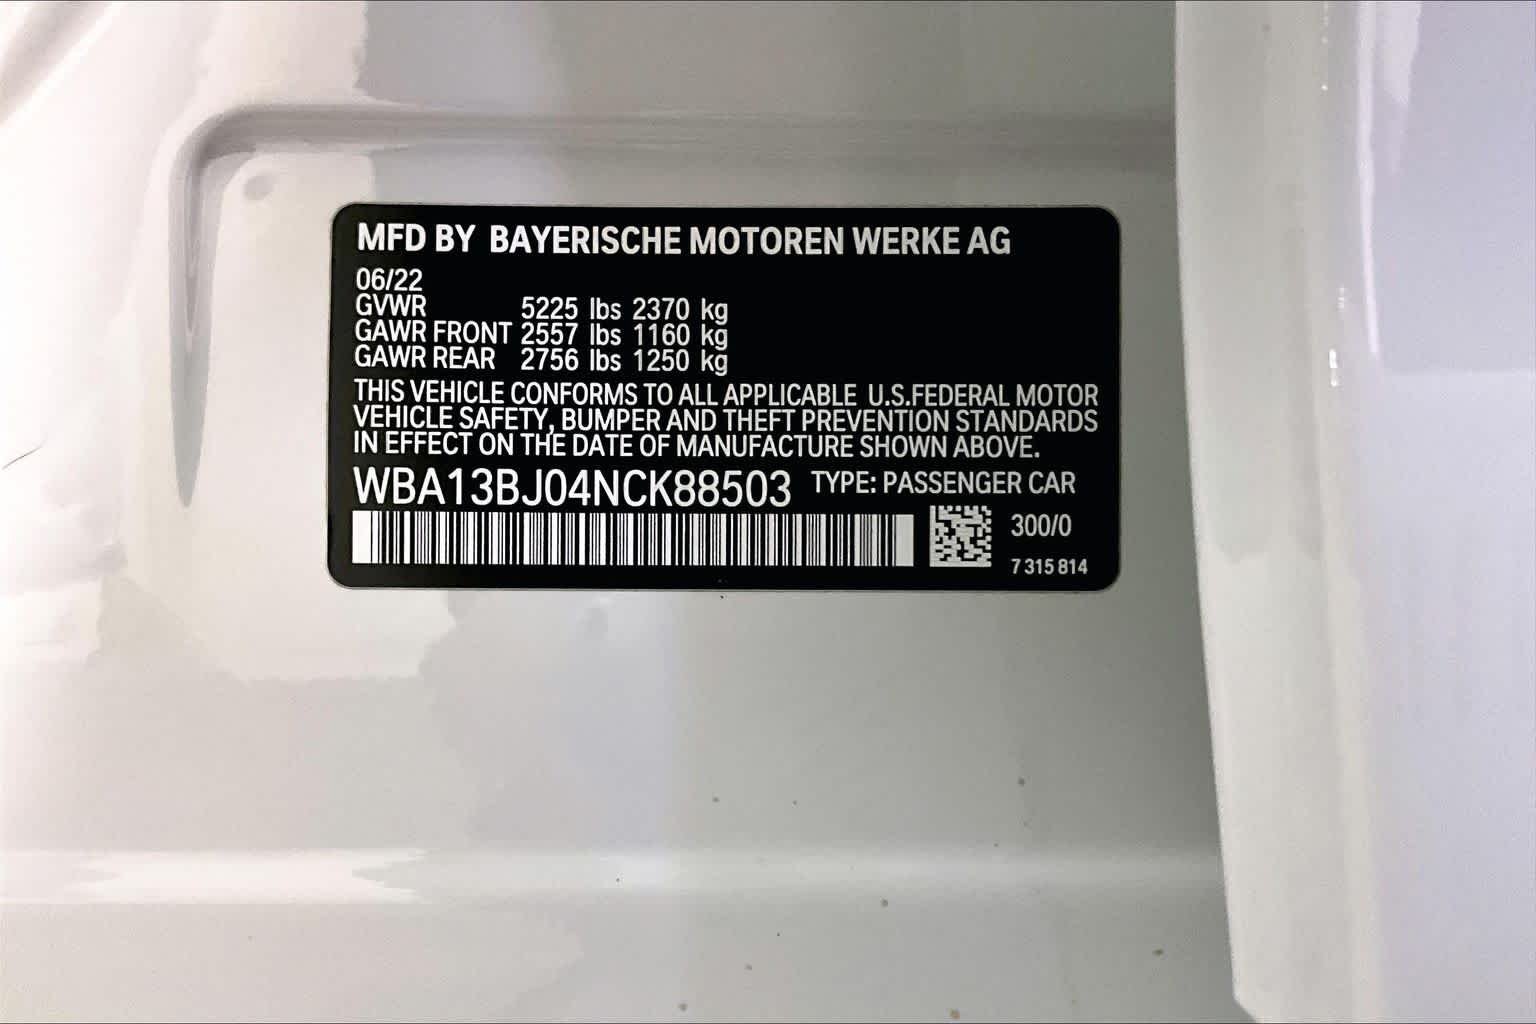 MFD BY BAYERISCHE MOTOREN WERKE AG
06/22
GVWR 5225 lbs 2370 kg
GAWR FRONT 2557 lbs 1160 kg
GAWR REAR 2756 lbs 1250 kg
THIS VEHICLE CONFORMS TO ALL APPLICABLE U.S.FEDERAL MOTOR
VEHICLE SAFETY, BUMPER AND THEFT PREVENTION STANDARDS
IN EFFECT ON THE DATE OF MANUFACTURE SHOWN ABOVE.
WBA13BJ04NCK88503 TYPE: PASSENGER CAR
300/0
7 315 814